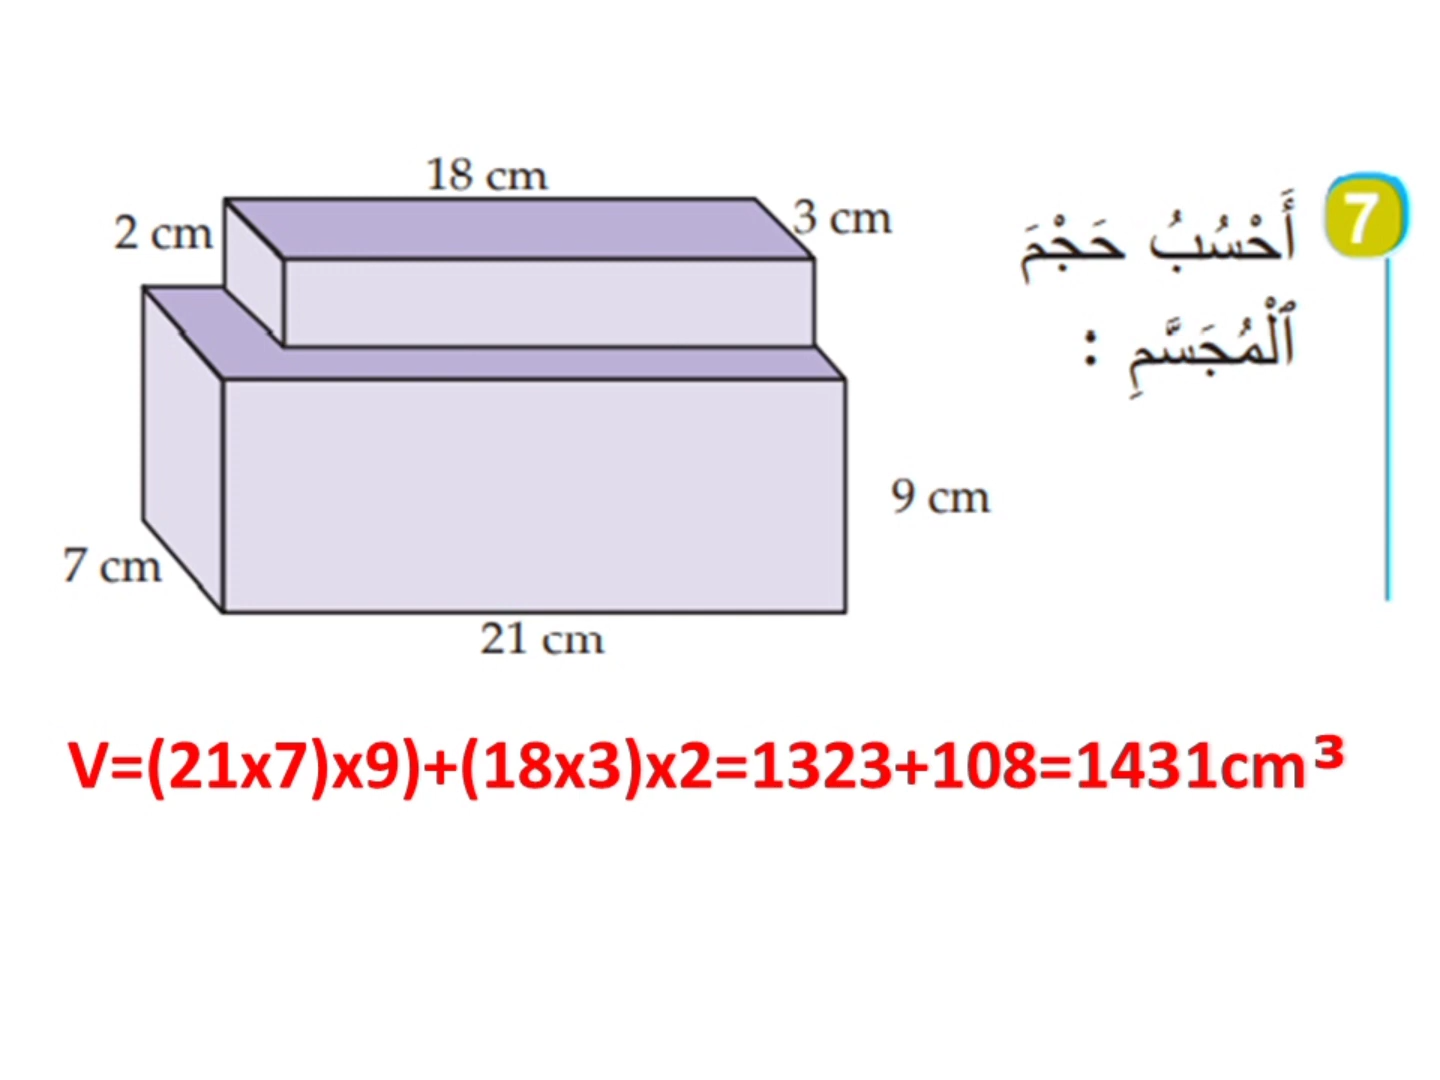 7 أَحْسُبُ حَجْمَ
ٱلْمُجَسَّمِ :
18 cm
2 cm
3 cm
9 cm
7 cm
21 cm
V=(21x7)x9)+(18x3)x2=1323+108=1431cm³